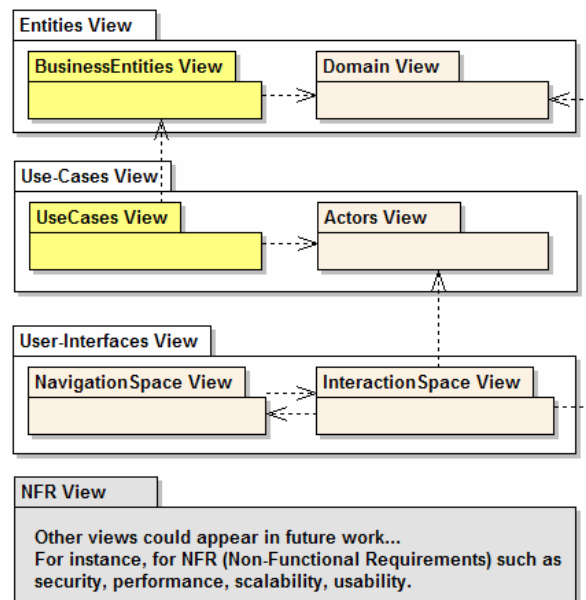 Entities View
BusinessEntities View
Domain View
Use-Cases View
UseCases View
Actors View
User-Interfaces View
NavigationSpace View
InteractionSpace View
NFR View
Other views could appear in future work...
For instance, for NFR (Non-Functional Requirements) such as
security, performance, scalability, usability.